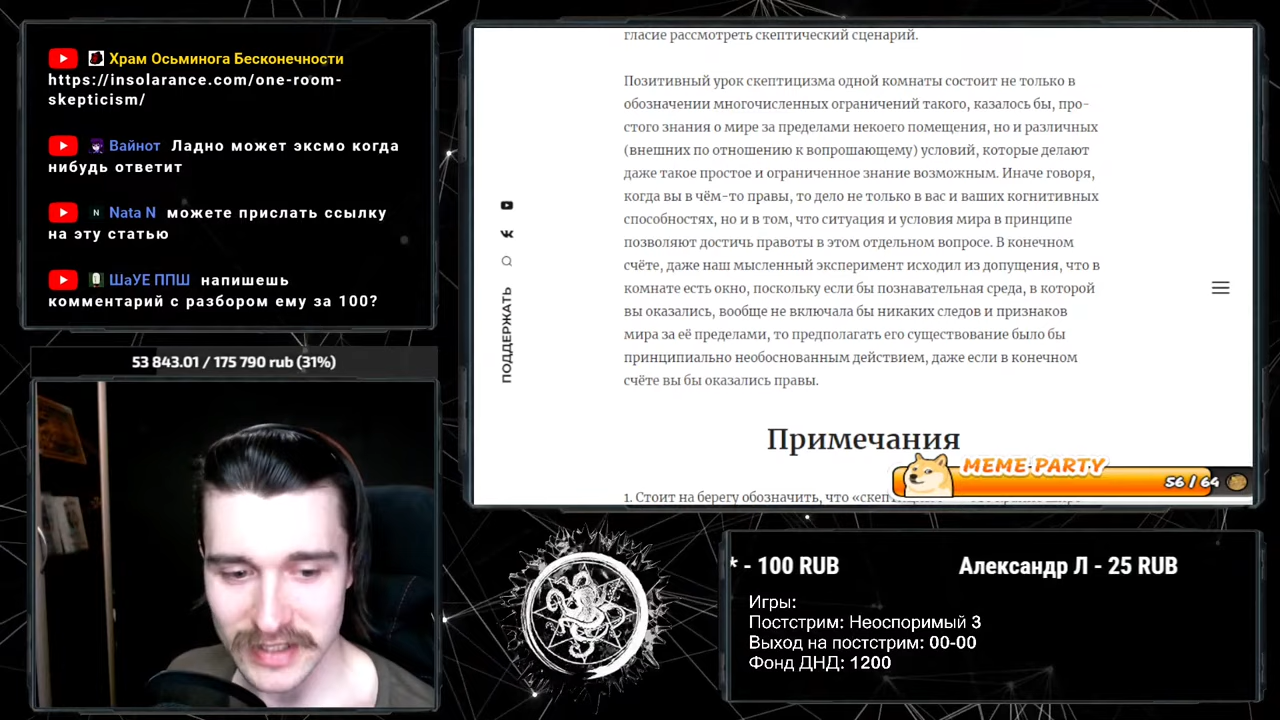 Храм Осьминога Бесконечности
https://insolarance.com/one-room-
skepticism/
Вайнот Ладно может эксмо когда
нибудь ответит
N Nata N можете прислать ссылку
на эту статью
ШаУЕ ППШ напишешь
комментарий с разбором ему за 100?
53 843.01 / 175 790 rub (31%)
гласие рассмотреть скептический сценарий.
Позитивный урок скептицизма одной комнаты состоит не только в
обозначении многочисленных ограничений такого, казалось бы, про-
стого знания о мире за пределами некоего помещения, но и различных
(внешних по отношению к вопрошающему) условий, которые делают
даже такое простое и ограниченное знание возможным. Иначе говоря,
когда вы в чём-то правы, то дело не только в вас и ваших когнитивных
способностях, но и в том, что ситуация и условия мира в принципе
позволяют достичь правоты в этом отдельном вопросе. В конечном
счёте, даже наш мысленный эксперимент исходил из допущения, что в
комнате есть окно, поскольку если бы познавательная среда, в которой
вы оказались, вообще не включала бы никаких следов и признаков
мира за её пределами, то предполагать его существование было бы
принципиально необоснованным действием, даже если в конечном
счёте вы бы оказались правы.
ПОДДЕРЖАТЬ
Примечания
MEME PARTY
56 / 64
1. Стоит на берегу обозначить, что
* - 100 RUB
Александр Л - 25 RUB
Игры:
Постстрим: Неоспоримый 3
Выход на постстрим: 00-00
Фонд ДНД: 1200